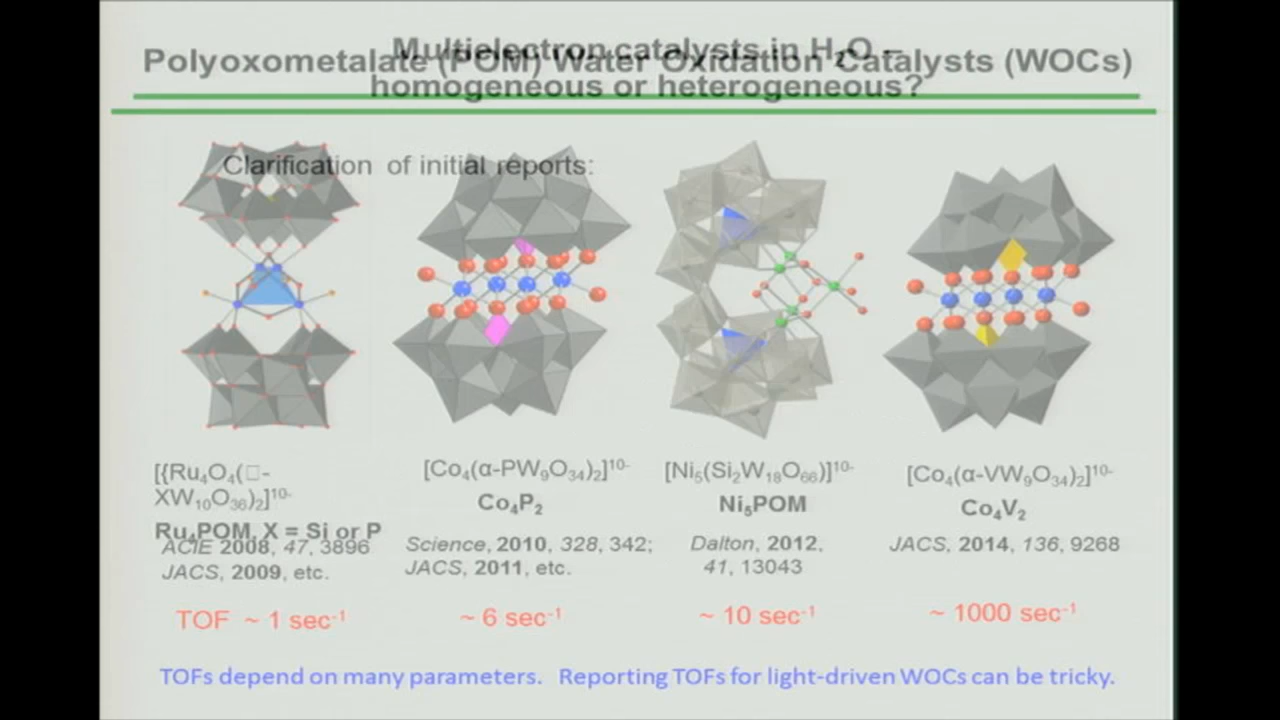 Multielectron catalysts in H₂O –
Polyoxometalate (POM) Water Oxidation Catalysts (WOCs)
homogeneous or heterogeneous?
Clarification of initial reports:
[{Ru₄O₄(□-
XW₁₀O₃₆)₂]¹⁰⁻
Ru₄POM, X = Si or P
ACIE 2008, 47, 3896
JACS, 2009, etc.
TOF ~ 1 sec⁻¹
[Co₄(α-PW₉O₃₄)₂]¹⁰⁻
Co₄P₂
Science, 2010, 328, 342;
JACS, 2011, etc.
~ 6 sec⁻¹
[Ni₅(Si₂W₁₈O₆₆)]¹⁰⁻
Ni₅POM
Dalton, 2012,
41, 13043
~ 10 sec⁻¹
[Co₄(α-VW₉O₃₄)₂]¹⁰⁻
Co₄V₂
JACS, 2014, 136, 9268
~ 1000 sec⁻¹
TOFs depend on many parameters. Reporting TOFs for light-driven WOCs can be tricky.